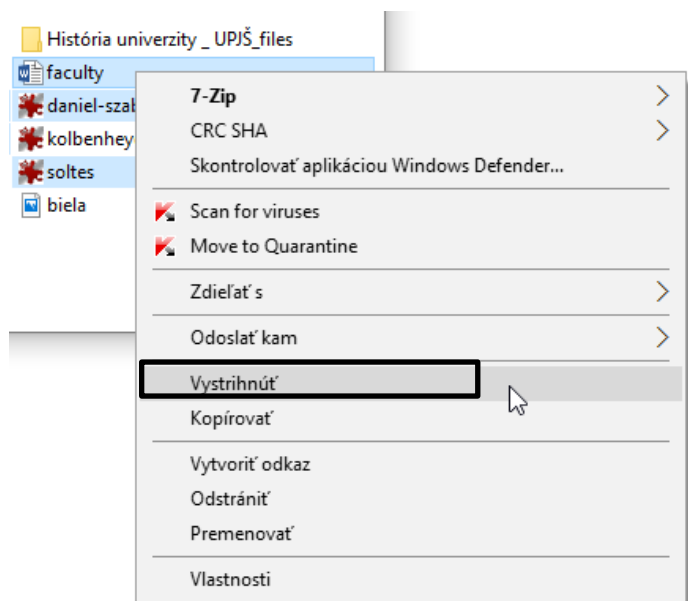 História univerzity _ UPJŠ_files
faculty
daniel-szab
kolbenhey
soltes
biela
7-Zip
CRC SHA
Skontrolovať aplikáciou Windows Defender...
Scan for viruses
Move to Quarantine
Zdieľať s
Odoslať kam
Vystrihnúť
Kopírovať
Vytvoriť odkaz
Odstrániť
Premenovať
Vlastnosti